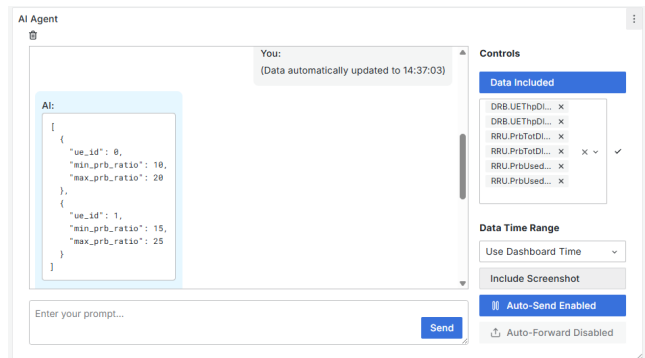 AI Agent
You:
(Data automatically updated to 14:37:03)
AI:
[
{
"ue_id": 0,
"min_prb_ratio": 10,
"max_prb_ratio": 20
},
{
"ue_id": 1,
"min_prb_ratio": 15,
"max_prb_ratio": 25
}
]
Enter your prompt...
Send
Controls
Data Included
DRB.UEThpDl... ×
DRB.UEThpDl... ×
RRU.PrbTotDl... ×
RRU.PrbTotDl... ×
RRU.PrbUsed... ×
RRU.PrbUsed... ×
Data Time Range
Use Dashboard Time
Include Screenshot
Auto-Send Enabled
Auto-Forward Disabled